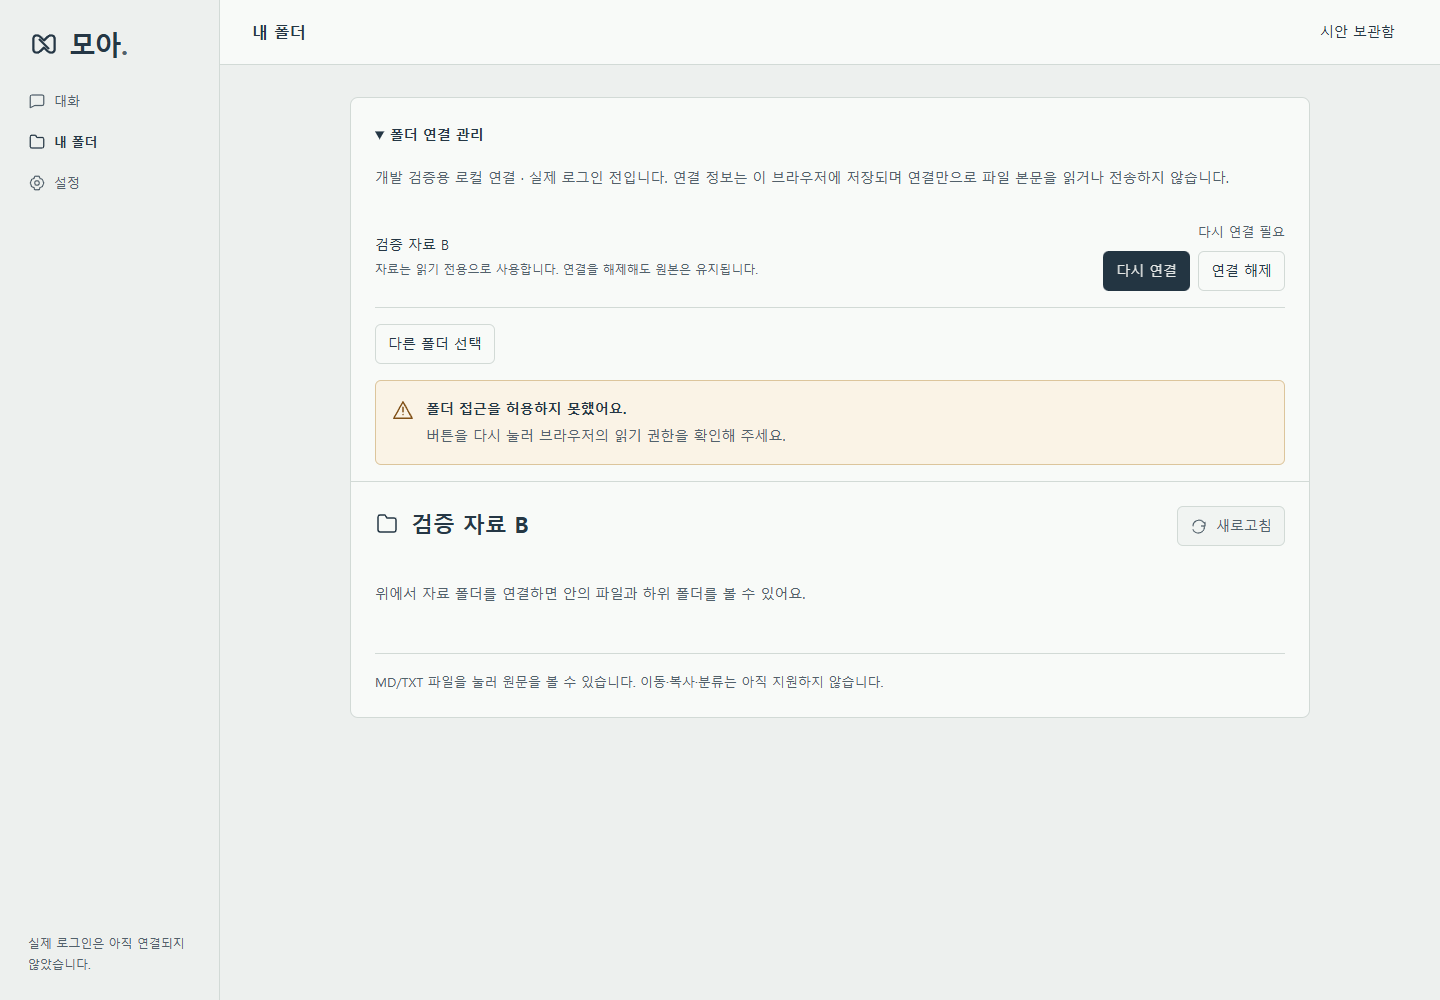 모아.
대화
내 폴더
설정
실제 로그인은 아직 연결되지
않았습니다.
내 폴더
시안 보관함
▼ 폴더 연결 관리
개발 검증용 로컬 연결 · 실제 로그인 전입니다. 연결 정보는 이 브라우저에 저장되며 연결만으로 파일 본문을 읽거나 전송하지 않습니다.
검증 자료 B
자료는 읽기 전용으로 사용합니다. 연결을 해제해도 원본은 유지됩니다.
다시 연결 필요
다시 연결
연결 해제
다른 폴더 선택
폴더 접근을 허용하지 못했어요.
버튼을 다시 눌러 브라우저의 읽기 권한을 확인해 주세요.
검증 자료 B
새로고침
위에서 자료 폴더를 연결하면 안의 파일과 하위 폴더를 볼 수 있어요.
MD/TXT 파일을 눌러 원문을 볼 수 있습니다. 이동·복사·분류는 아직 지원하지 않습니다.